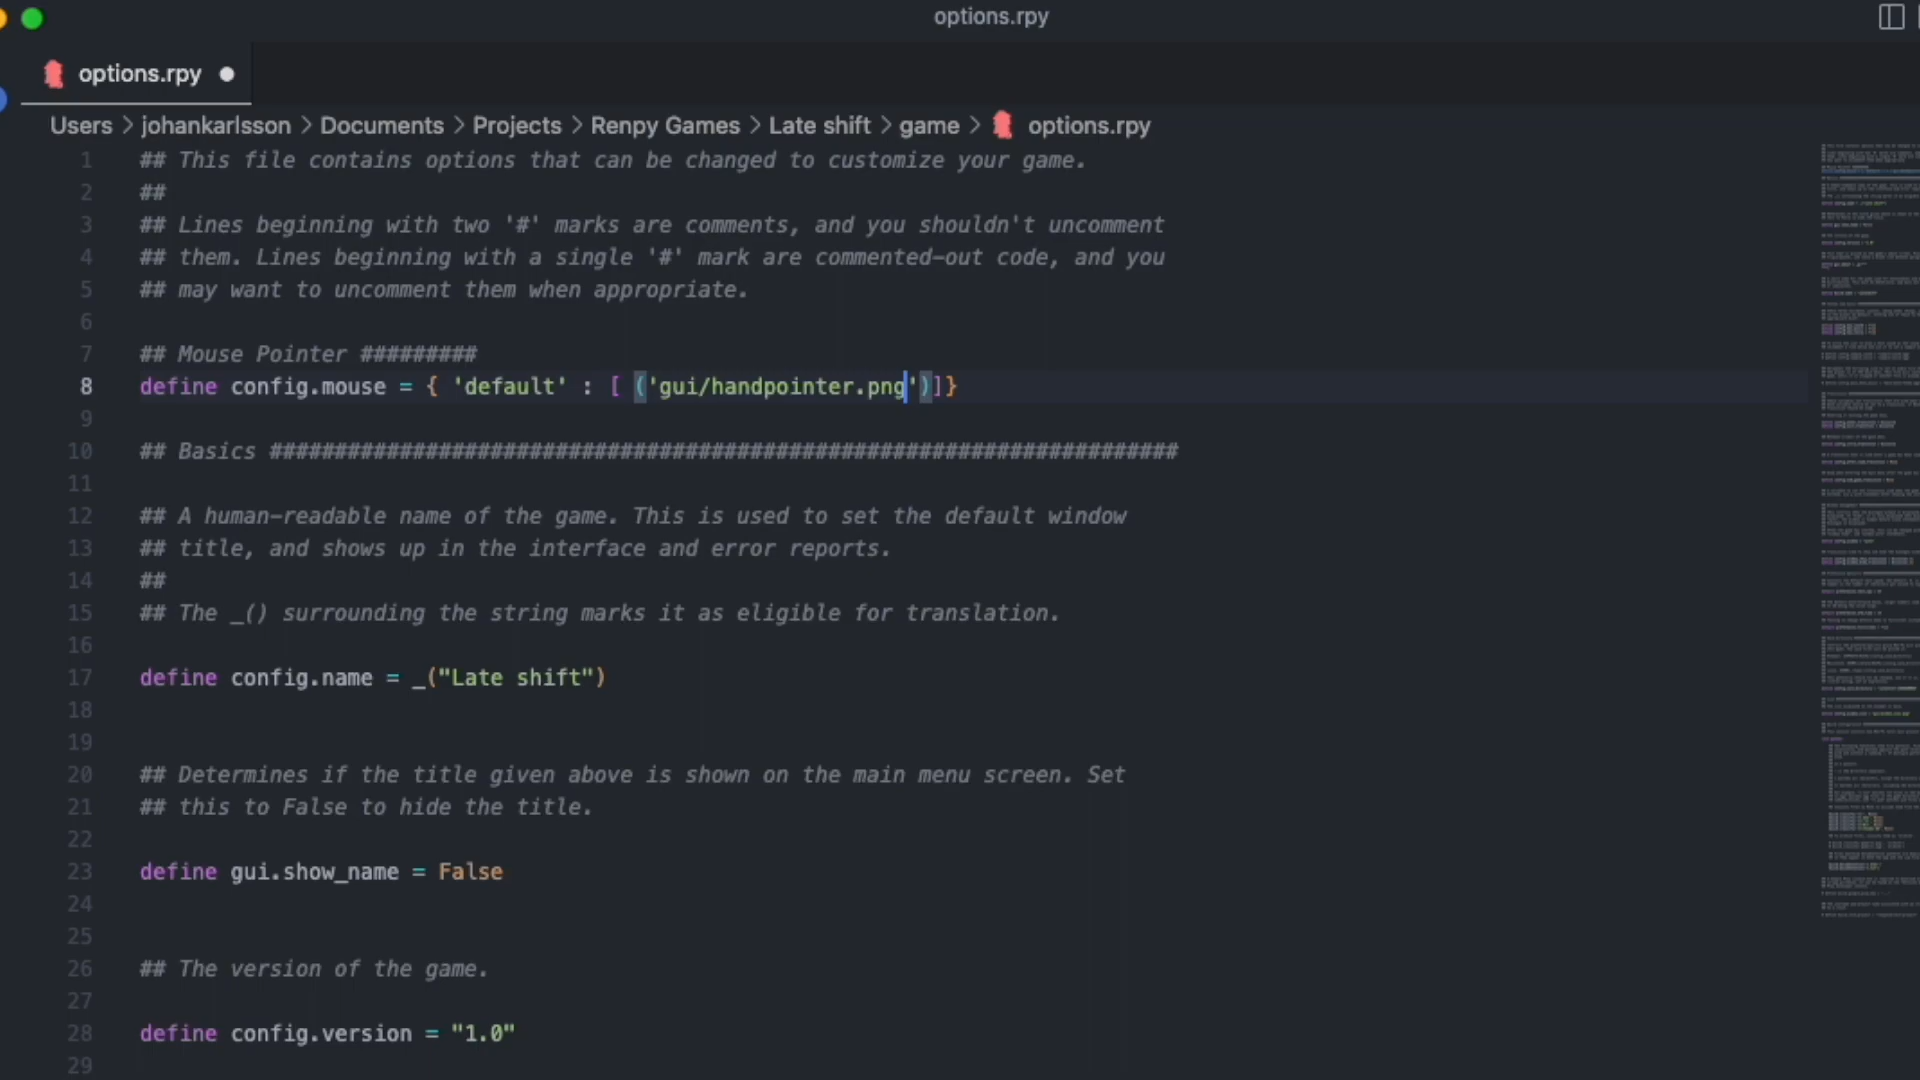 options.rpy
options.rpy
Users > johankarlsson > Documents > Projects > Renpy Games > Late shift > game > options.rpy
1 ## This file contains options that can be changed to customize your game.
2 ##
3 ## Lines beginning with two '#' marks are comments, and you shouldn't uncomment
4 ## them. Lines beginning with a single '#' mark are commented-out code, and you
5 ## may want to uncomment them when appropriate.
6
7 ## Mouse Pointer #########
8 define config.mouse = { 'default' : [ ('gui/handpointer.png')]}
9
10 ## Basics ######################################################################
11
12 ## A human-readable name of the game. This is used to set the default window
13 ## title, and shows up in the interface and error reports.
14 ##
15 ## The _() surrounding the string marks it as eligible for translation.
16
17 define config.name = _("Late shift")
18
19
20 ## Determines if the title given above is shown on the main menu screen. Set
21 ## this to False to hide the title.
22
23 define gui.show_name = False
24
25
26 ## The version of the game.
27
28 define config.version = "1.0"
29